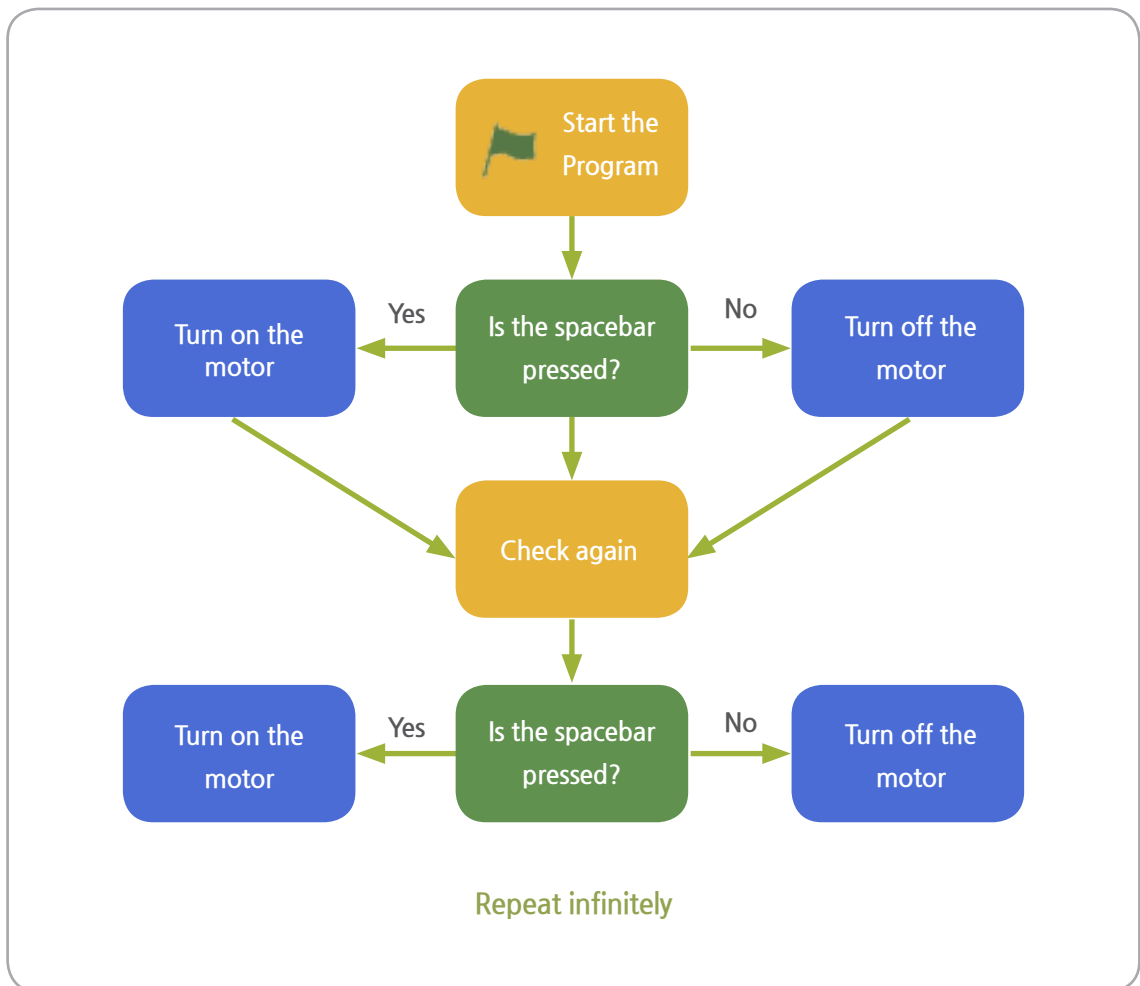 Start the
Program
Yes
No
Turn on the
motor
Is the spacebar
pressed?
Turn off the
motor
Check again
Yes
No
Turn on the
motor
Is the spacebar
pressed?
Turn off the
motor
Repeat infinitely